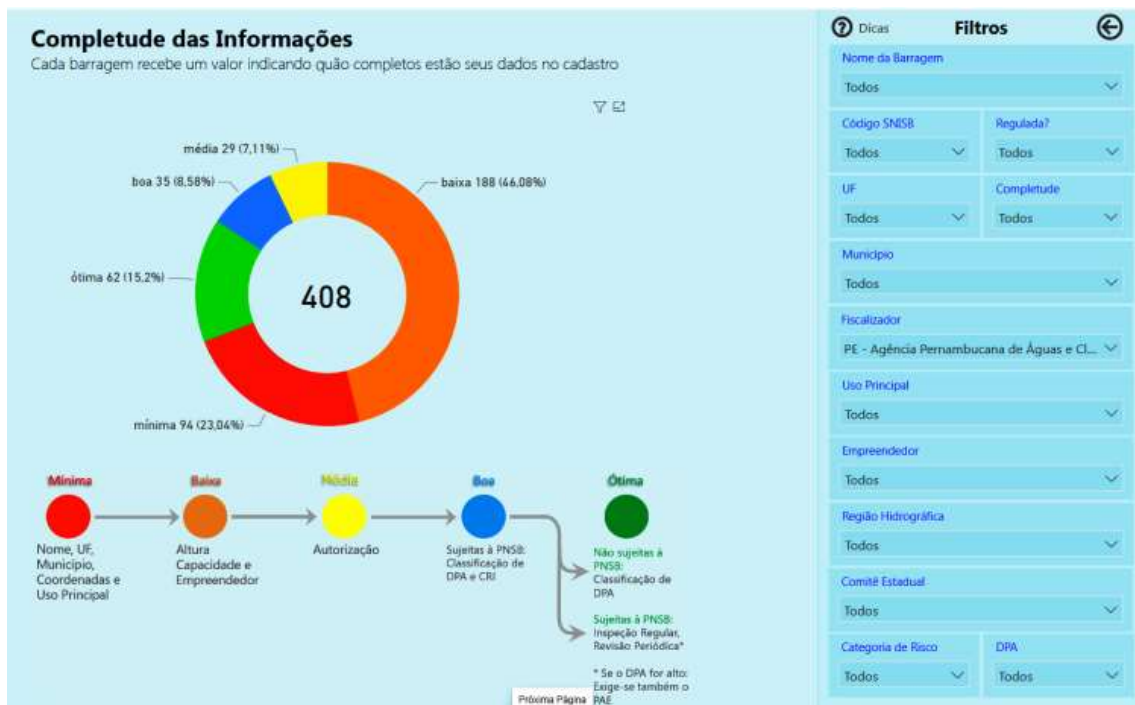 Completude das Informações
Cada barragem recebe um valor indicando quão completos estão seus dados no cadastro
média 29 (7,11%)
boa 35 (8,58%)
baixa 188 (46,08%)
ótima 62 (15,2%)
408
mínima 94 (23,04%)
Mínima
Baixa
Média
Boa
Ótima
Nome, UF,
Município,
Coordenadas e
Uso Principal
Altura
Capacidade e
Empreendedor
Autorização
Sujeitas à PNSB:
Classificação de
DPA e CRI
Não sujeitas à
PNSB:
Classificação de
DPA
Sujeitas à PNSB:
Inspeção Regular,
Revisão Periódica*
* Se o DPA for alto:
Exige-se também o
PAE
Próxima Página
Dicas
Filtros
Nome da Barragem
Todos
Código SNISB
Regulada?
Todos
Todos
UF
Completude
Todos
Todos
Município
Todos
Fiscalizador
PE - Agência Pernambucana de Águas e Cl...
Uso Principal
Todos
Empreendedor
Todos
Região Hidrográfica
Todos
Comitê Estadual
Todos
Categoria de Risco
DPA
Todos
Todos